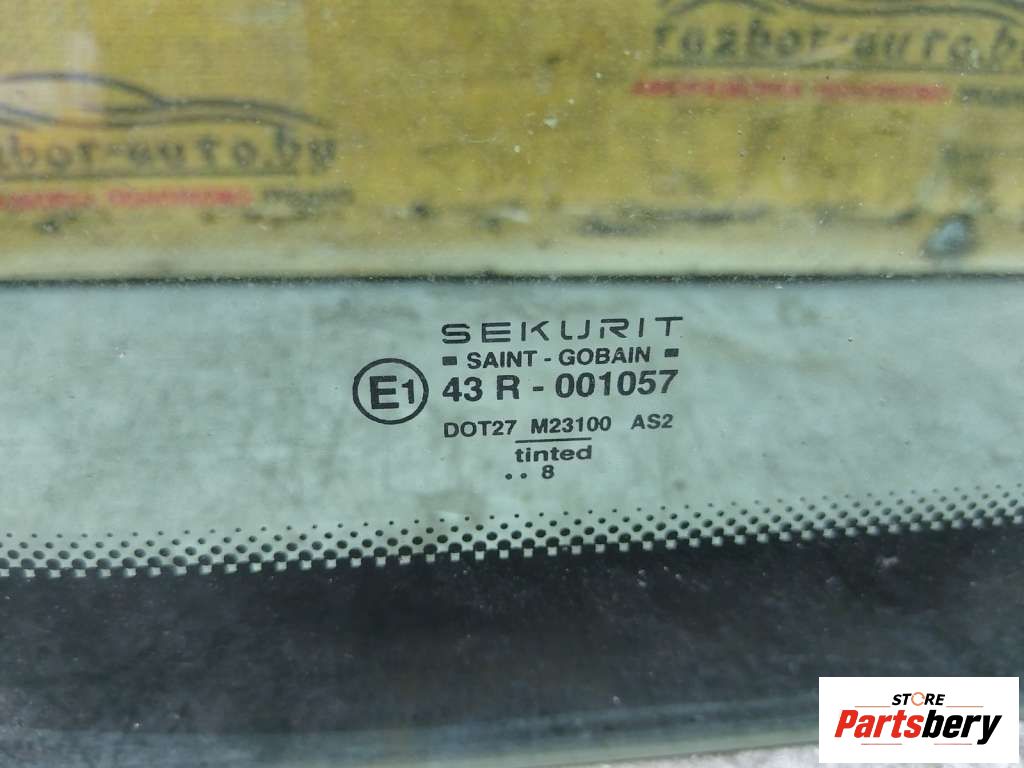 razbor-auto.by
razbor-auto.by
SEKURIT
SAINT - GOBAIN
E1 43 R - 001057
DOT27 M23100 AS2
tinted
.. 8
STORE
Partsbery